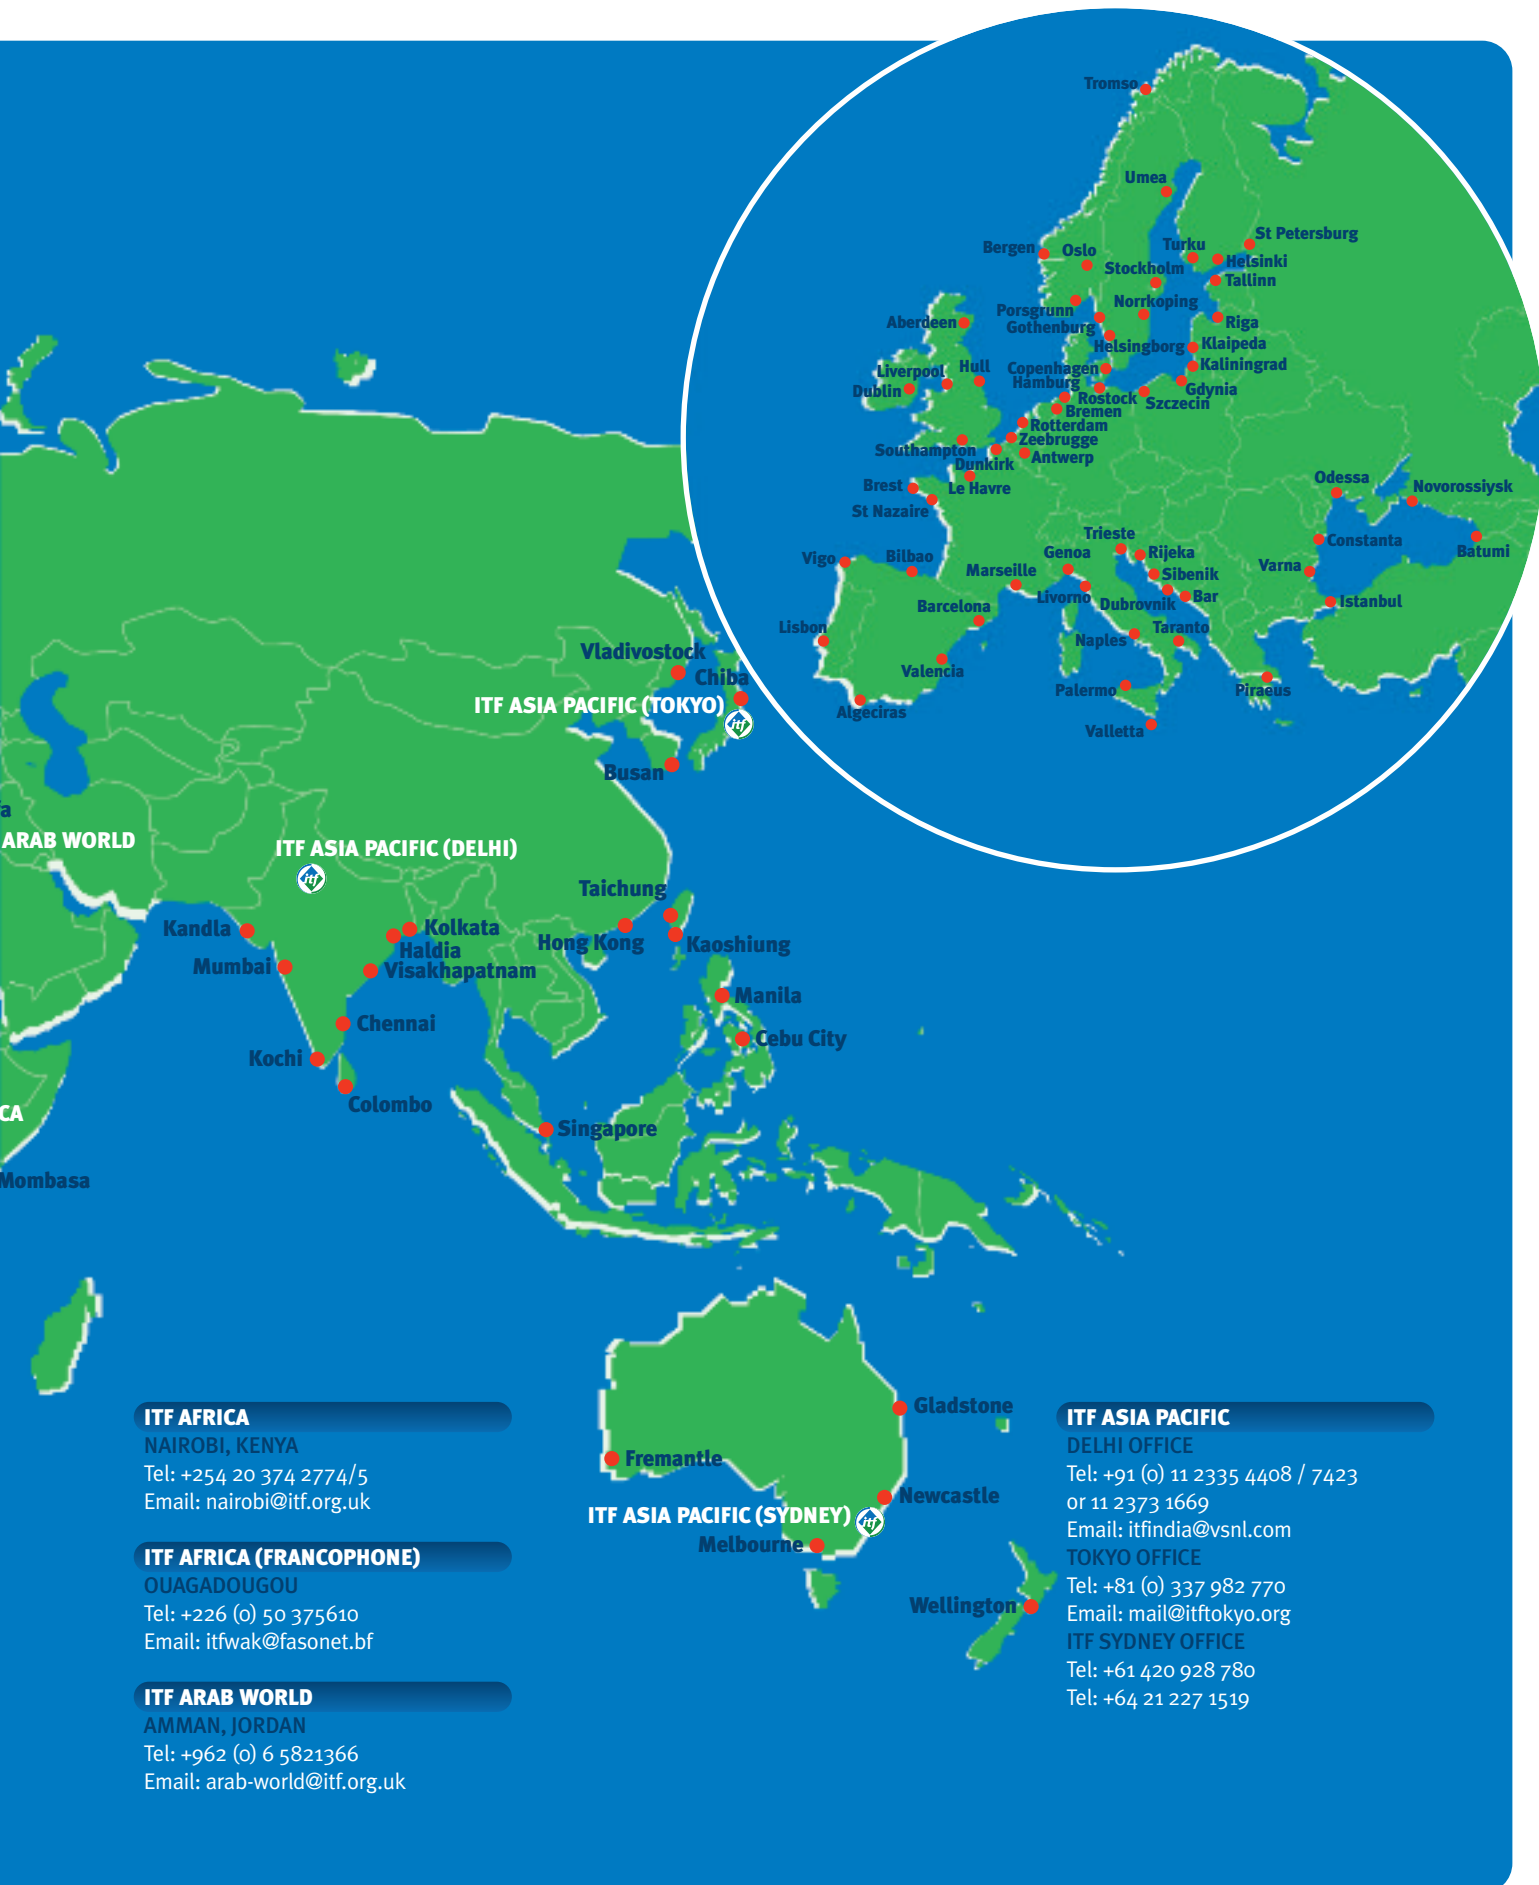 Tromso
Umea
St Petersburg
Bergen
Oslo
Turku
Helsinki
Stockholm
Tallinn
Porsgrunn
Norrkoping
Aberdeen
Gothenburg
Riga
Helsingborg
Klaipeda
Liverpool
Hull
Copenhagen
Kaliningrad
Dublin
Hamburg
Gdynia
Rostock
Szczecin
Bremen
Rotterdam
Zeebrugge
Southampton
Antwerp
Dunkirk
Brest
Le Havre
Odessa
Novorossiysk
St Nazaire
Trieste
Constanta
Vigo
Bilbao
Genoa
Rijeka
Batumi
Marseille
Sibenik
Varna
Livorno
Bar
Barcelona
Dubrovnik
Istanbul
Lisbon
Naples
Taranto
Valencia
Palermo
Piraeus
Algeciras
Valletta
Vladivostock
Chiba
ITF ASIA PACIFIC (TOKYO)
itf
Busan
a
ARAB WORLD
ITF ASIA PACIFIC (DELHI)
itf
Taichung
Kandla
Kolkata
Hong Kong
Kaoshiung
Haldia
Mumbai
Visakhapatnam
Manila
Chennai
Cebu City
Kochi
Colombo
CA
Singapore
Mombasa
Gladstone
Fremantle
Newcastle
ITF ASIA PACIFIC (SYDNEY)
itf
Melbourne
Wellington
ITF AFRICA
NAIROBI, KENYA
Tel: +254 20 374 2774/5
Email: nairobi@itf.org.uk
ITF AFRICA (FRANCOPHONE)
OUAGADOUGOU
Tel: +226 (0) 50 375610
Email: itfwak@fasonet.bf
ITF ARAB WORLD
AMMAN, JORDAN
Tel: +962 (0) 6 5821366
Email: arab-world@itf.org.uk
ITF ASIA PACIFIC
DELHI OFFICE
Tel: +91 (0) 11 2335 4408 / 7423
or 11 2373 1669
Email: itfindia@vsnl.com
TOKYO OFFICE
Tel: +81 (0) 337 982 770
Email: mail@itftokyo.org
ITF SYDNEY OFFICE
Tel: +61 420 928 780
Tel: +64 21 227 1519